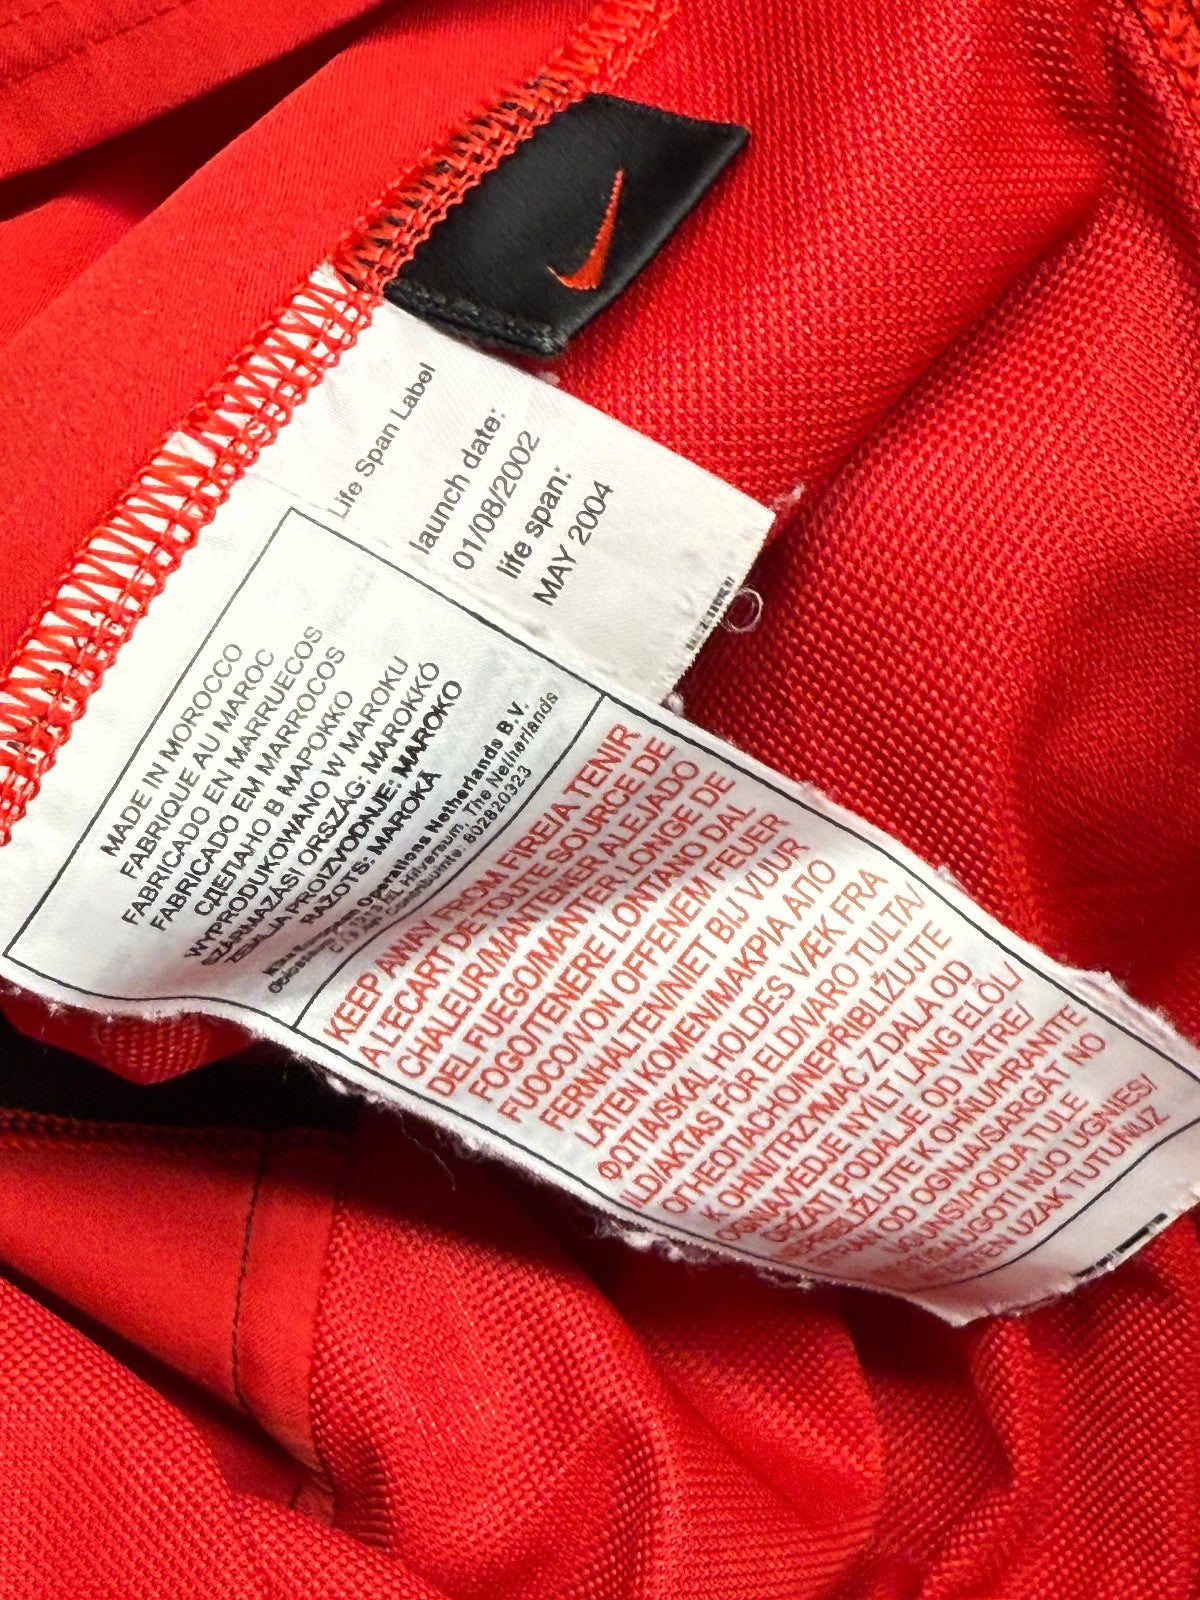 Life Span Label
launch date:
01/08/2002
life span:
MAY 2004
MADE IN MOROCCO
FABRIQUE AU MAROC
FABRICADO EN MARRUECOS
FABRICADO EM MARROCOS
СДЕЛАНО В МАРОККО
WYPRODUKOWANO W MAROKU
SZÁRMAZÁSI ORSZÁG: MAROKKÓ
ZEMLJA PROIZVODNJE: MAROKO
RAŽOTS: MAROKĀ
Nike European Operations Netherlands B.V.
Hilversum, The Netherlands
802820323
KEEP AWAY FROM FIRE/A TENIR
A L'ECART DE TOUTE SOURCE DE
CHALEUR/MANTENER ALEJADO
DEL FUEGO/MANTER LONGE DE
FOGO/TENERE LONTANO DAL
FUOCO/VON OFFENEM FEUER
FERNHALTEN/NIET BIJ VUUR
LATEN KOMEN/ΜΑΚΡΙΑ ΑΠΟ
ΦΩΤΙΑ/SKAL HOLDES VÆK FRA
ILD/AKTAS FÖR ELD/VARO TULTA/
ОГНЕОПАСНО/NEPŘIBLIŽUJTE
K OHNI/TRZYMAĆ Z DALA OD
OGNIA/VÉDJE NYÍLT LÁNG ELŐL/
DRŽATI PODALJE OD VATRE/
NEPRIBLIŽUJTE K OHŇU/HRANITE
STRAN OD OGNJA/SARGĀT NO
UGUNS/HOIDA TULE
EEST/SAUGOTI NUO UGNIES/
ATEŞTEN UZAK TUTUNUZ